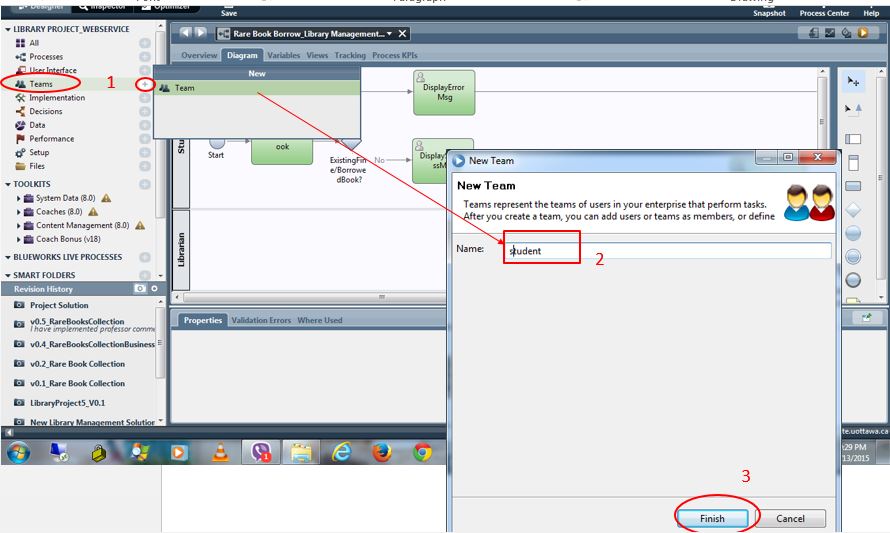 Font
Paragraph
Drawing
Designer
Inspector
Optimizer
Save
Snapshot
Process Center
Help
LIBRARY PROJECT_WEBSERVICE
All
Processes
User Interface
Teams
Implementation
Decisions
Data
Performance
Setup
Files
TOOLKITS
System Data (8.0)
Coaches (8.0)
Content Management (8.0)
Coach Bonus (v18)
BLUEWORKS LIVE PROCESSES
SMART FOLDERS
Revision History
Project Solution
v0.5_RareBooksCollection
I have implemented professor comme
v0.4_RareBooksCollectionBusiness
v0.2_Rare Book Collection
v0.1_Rare Book Collection
LibraryProject5_V0.1
New Library Management Solution
1
Rare Book Borrow_Library Management...
Overview
Diagram
Variables
Views
Tracking
Process KPIs
New
Team
DisplayError
Msg
Stu
Start
ook
ExistingFin
e/Borrowe
dBook?
No
Display
ssM
Librarian
Properties
Validation Errors
Where Used
New Team
New Team
Teams represent the teams of users in your enterprise that perform tasks.
After you create a team, you can add users or teams as members, or define
Name:
student
2
3
Finish
Cancel
te.uottawa.ca
:29 PM
/13/2015
1